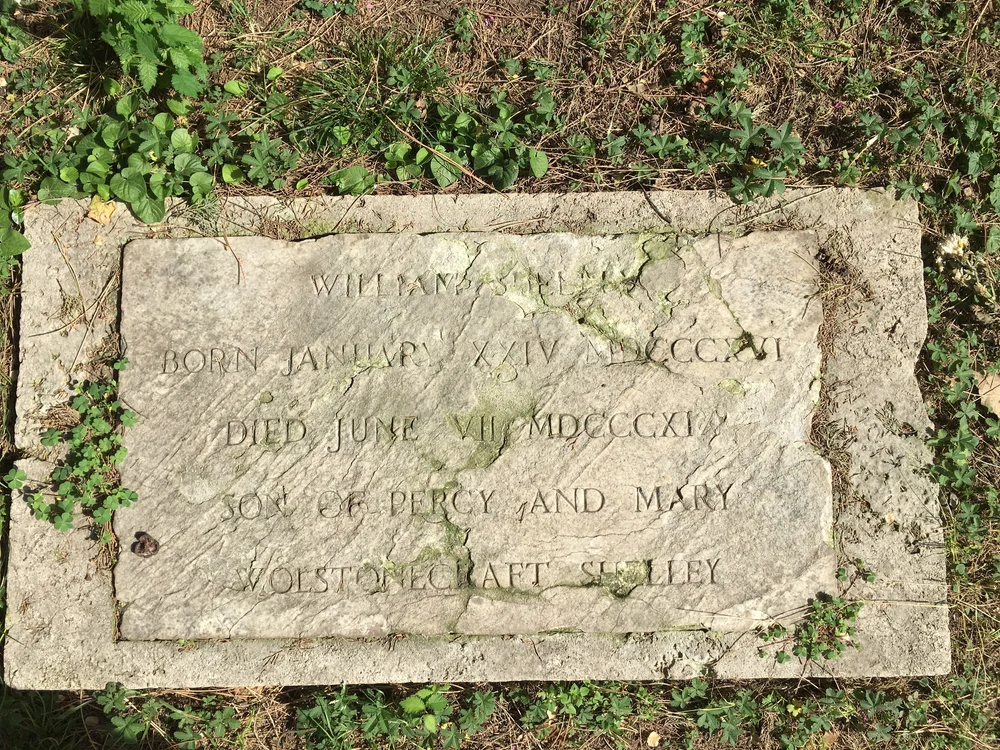 WILLIAM SHELLEY
BORN JANUARY XXIV MDCCCXVI
DIED JUNE VII MDCCCXIX
SON OF PERCY AND MARY
WOLSTONECRAFT SHELLEY